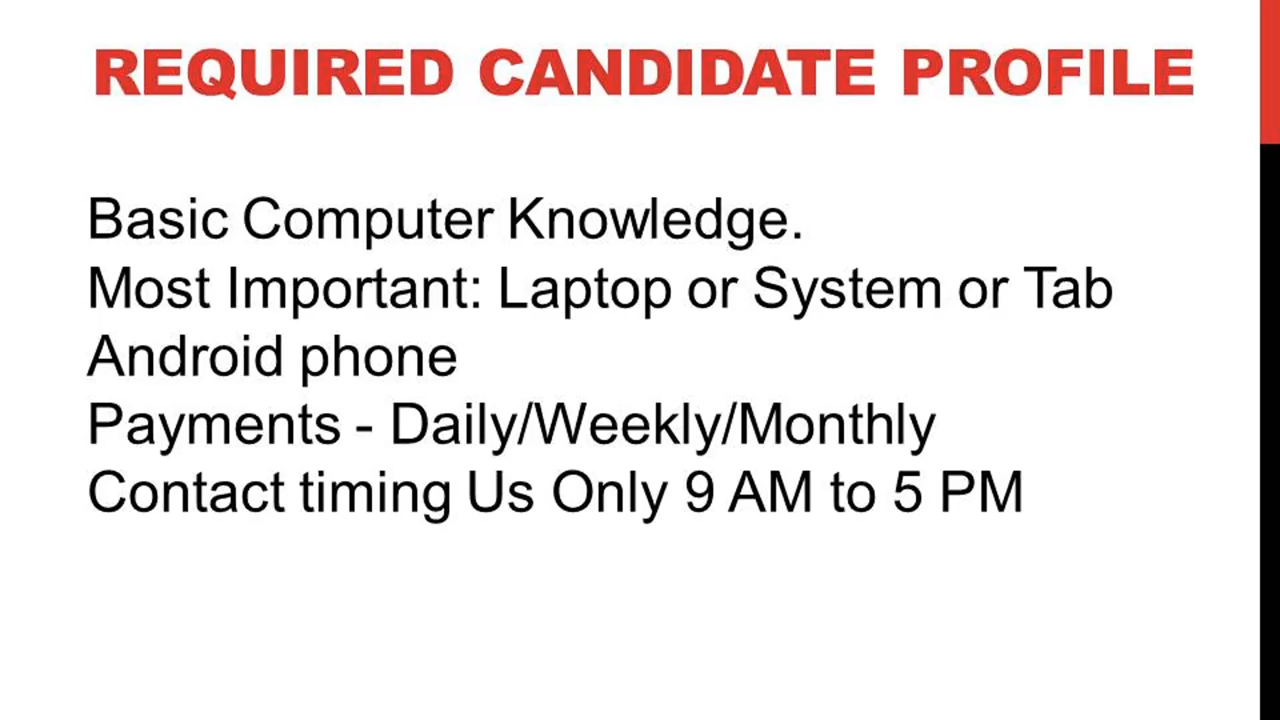 REQUIRED CANDIDATE PROFILE
Basic Computer Knowledge.
Most Important: Laptop or System or Tab
Android phone
Payments - Daily/Weekly/Monthly
Contact timing Us Only 9 AM to 5 PM